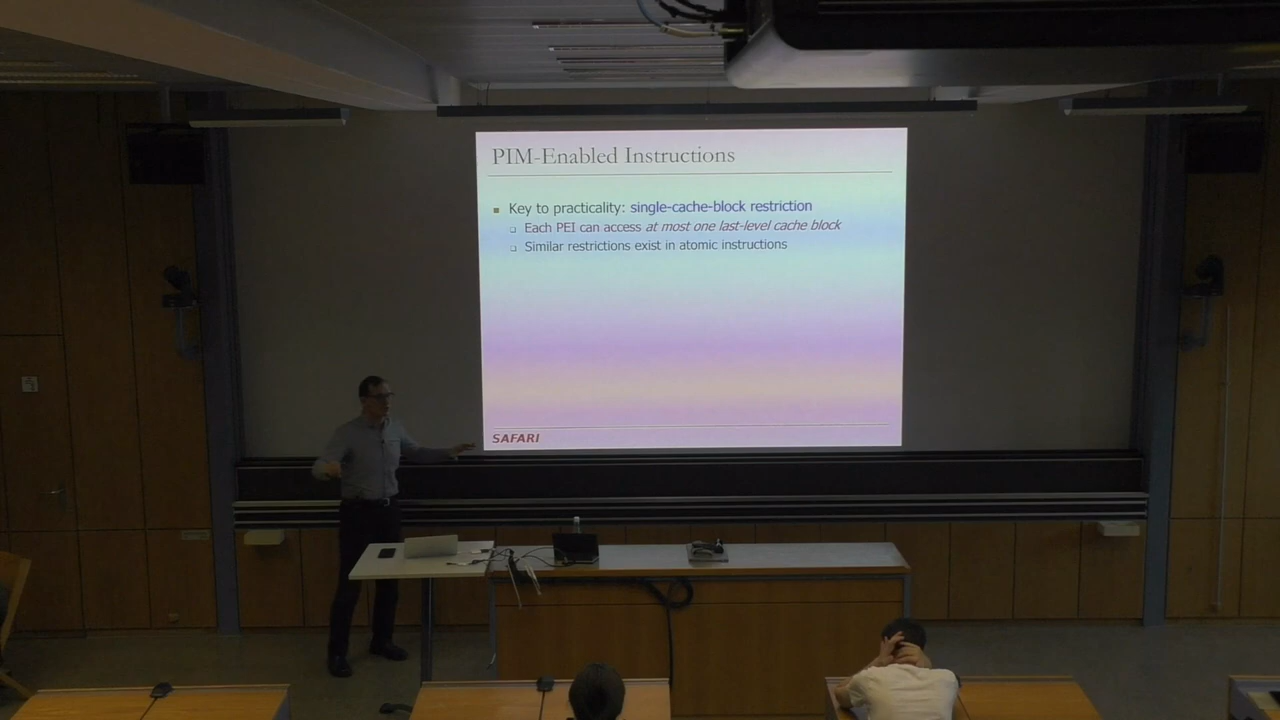 PIM-Enabled Instructions
Key to practicality: single-cache-block restriction
Each PEI can access at most one last-level cache block
Similar restrictions exist in atomic instructions
SAFARI